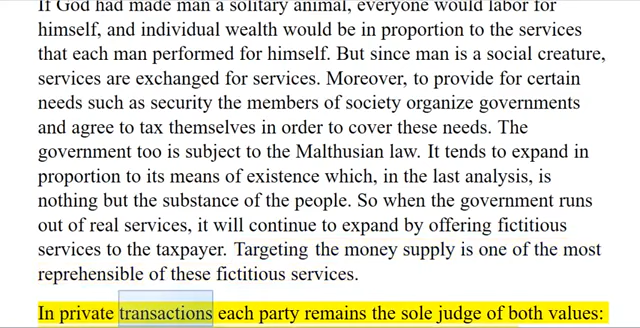 If God had made man a solitary animal, everyone would labor for
himself, and individual wealth would be in proportion to the services
that each man performed for himself. But since man is a social creature,
services are exchanged for services. Moreover, to provide for certain
needs such as security the members of society organize governments
and agree to tax themselves in order to cover these needs. The
government too is subject to the Malthusian law. It tends to expand in
proportion to its means of existence which, in the last analysis, is
nothing but the substance of the people. So when the government runs
out of real services, it will continue to expand by offering fictitious
services to the taxpayer. Targeting the money supply is one of the most
reprehensible of these fictitious services.
In private transactions each party remains the sole judge of both values: